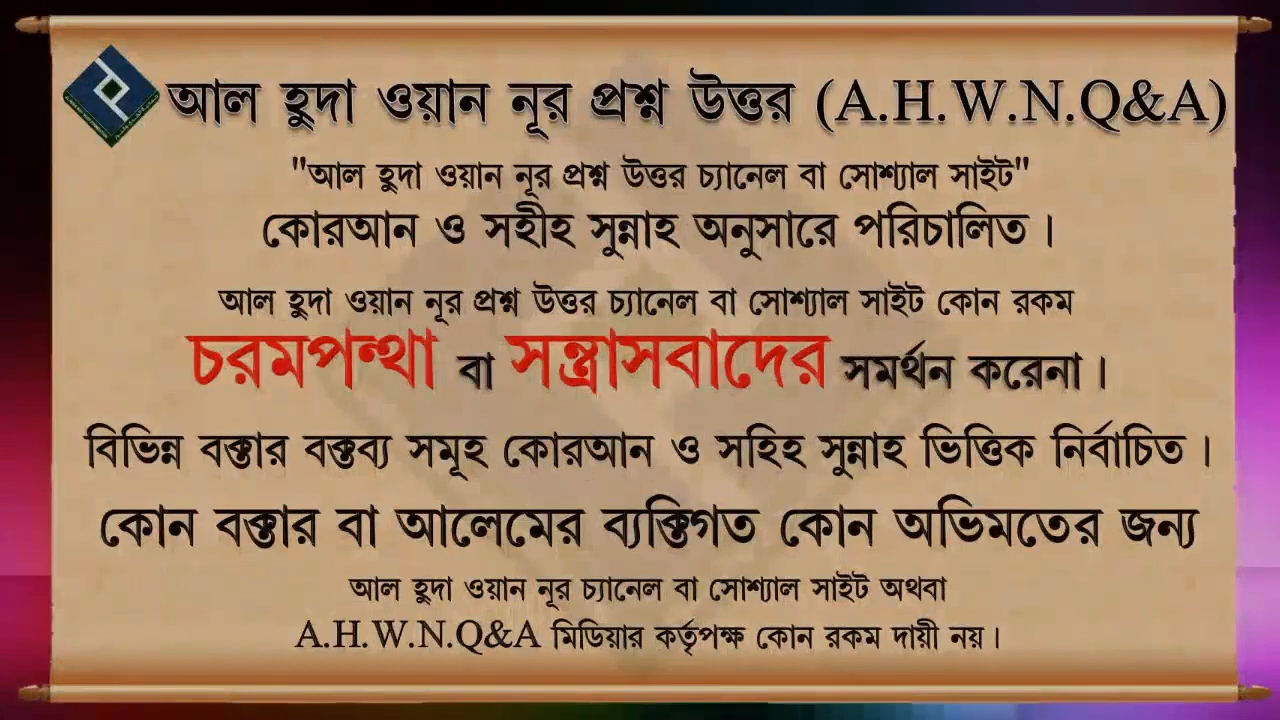 আল হুদা ওয়ান নূর প্রশ্ন উত্তর (A.H.W.N.Q&A)
"আল হুদা ওয়ান নূর প্রশ্ন উত্তর চ্যানেল বা সোশ্যাল সাইট"
কোরআন ও সহীহ সুন্নাহ অনুসারে পরিচালিত।
আল হুদা ওয়ান নূর প্রশ্ন উত্তর চ্যানেল বা সোশ্যাল সাইট কোন রকম
চরমপন্থা বা সন্ত্রাসবাদের সমর্থন করেনা।
বিভিন্ন বক্তার বক্তব্য সমূহ কোরআন ও সহিহ সুন্নাহ ভিত্তিক নির্বাচিত।
কোন বক্তার বা আলেমের ব্যক্তিগত কোন অভিমতের জন্য
আল হুদা ওয়ান নূর চ্যানেল বা সোশ্যাল সাইট অথবা
A.H.W.N.Q&A মিডিয়ার কর্তৃপক্ষ কোন রকম দায়ী নয়।